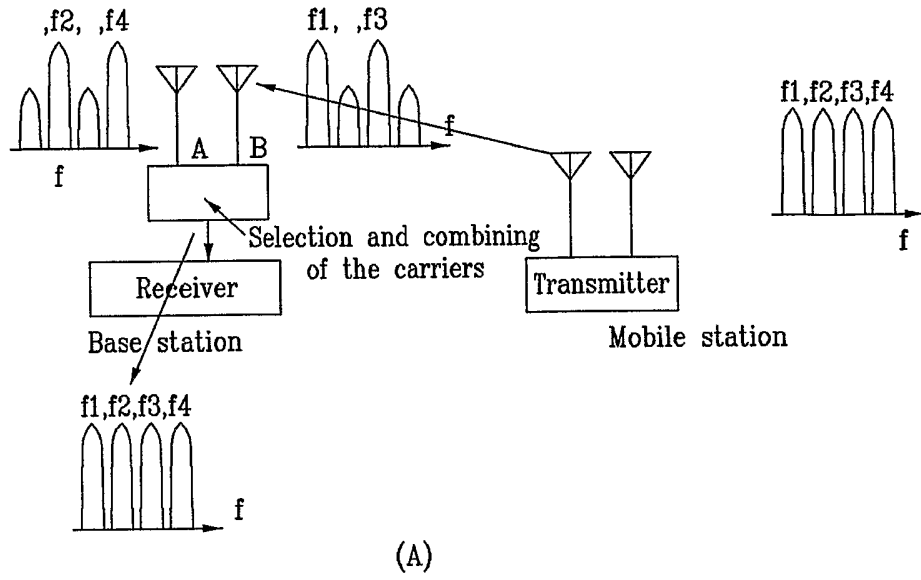 ,f2, ,f4
f1, ,f3
f1,f2,f3,f4
f
f
f
A B
Selection and combining
of the carriers
Receiver
Transmitter
Base station
Mobile station
f1,f2,f3,f4
f
(A)